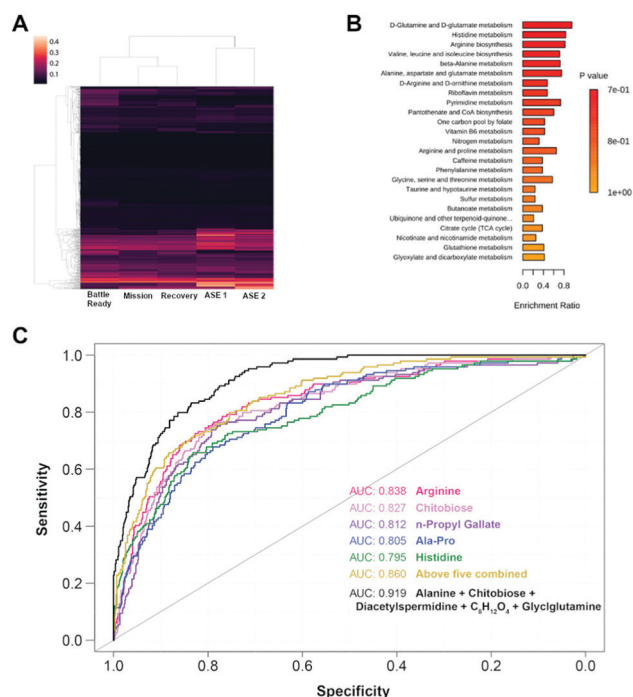 A
0.4
0.3
0.2
0.1
Battle Ready
Mission
Recovery
ASE 1
ASE 2
B
D-Glutamine and D-glutamate metabolism
Histidine metabolism
Arginine biosynthesis
Valine, leucine and isoleucine biosynthesis
beta-Alanine metabolism
Alanine, aspartate and glutamate metabolism
D-Arginine and D-ornithine metabolism
Riboflavin metabolism
Pyrimidine metabolism
Pantothenate and CoA biosynthesis
One carbon pool by folate
Vitamin B6 metabolism
Nitrogen metabolism
Arginine and proline metabolism
Caffeine metabolism
Phenylalanine metabolism
Glycine, serine and threonine metabolism
Taurine and hypotaurine metabolism
Sulfur metabolism
Butanoate metabolism
Ubiquinone and other terpenoid-quinone...
Citrate cycle (TCA cycle)
Nicotinate and nicotinamide metabolism
Glutathione metabolism
Glyoxylate and dicarboxylate metabolism
0.0 0.4 0.8
Enrichment Ratio
P value
7e-01
8e-01
1e+00
C
Sensitivity
1.0
0.8
0.6
0.4
0.2
0.0
AUC: 0.838 Arginine
AUC: 0.827 Chitobiose
AUC: 0.812 n-Propyl Gallate
AUC: 0.805 Ala-Pro
AUC: 0.795 Histidine
AUC: 0.860 Above five combined
AUC: 0.919 Alanine + Chitobiose +
Diacetylspermidine + C₈H₁₂O₄ + Glyclglutamine
1.0 0.8 0.6 0.4 0.2 0.0
Specificity